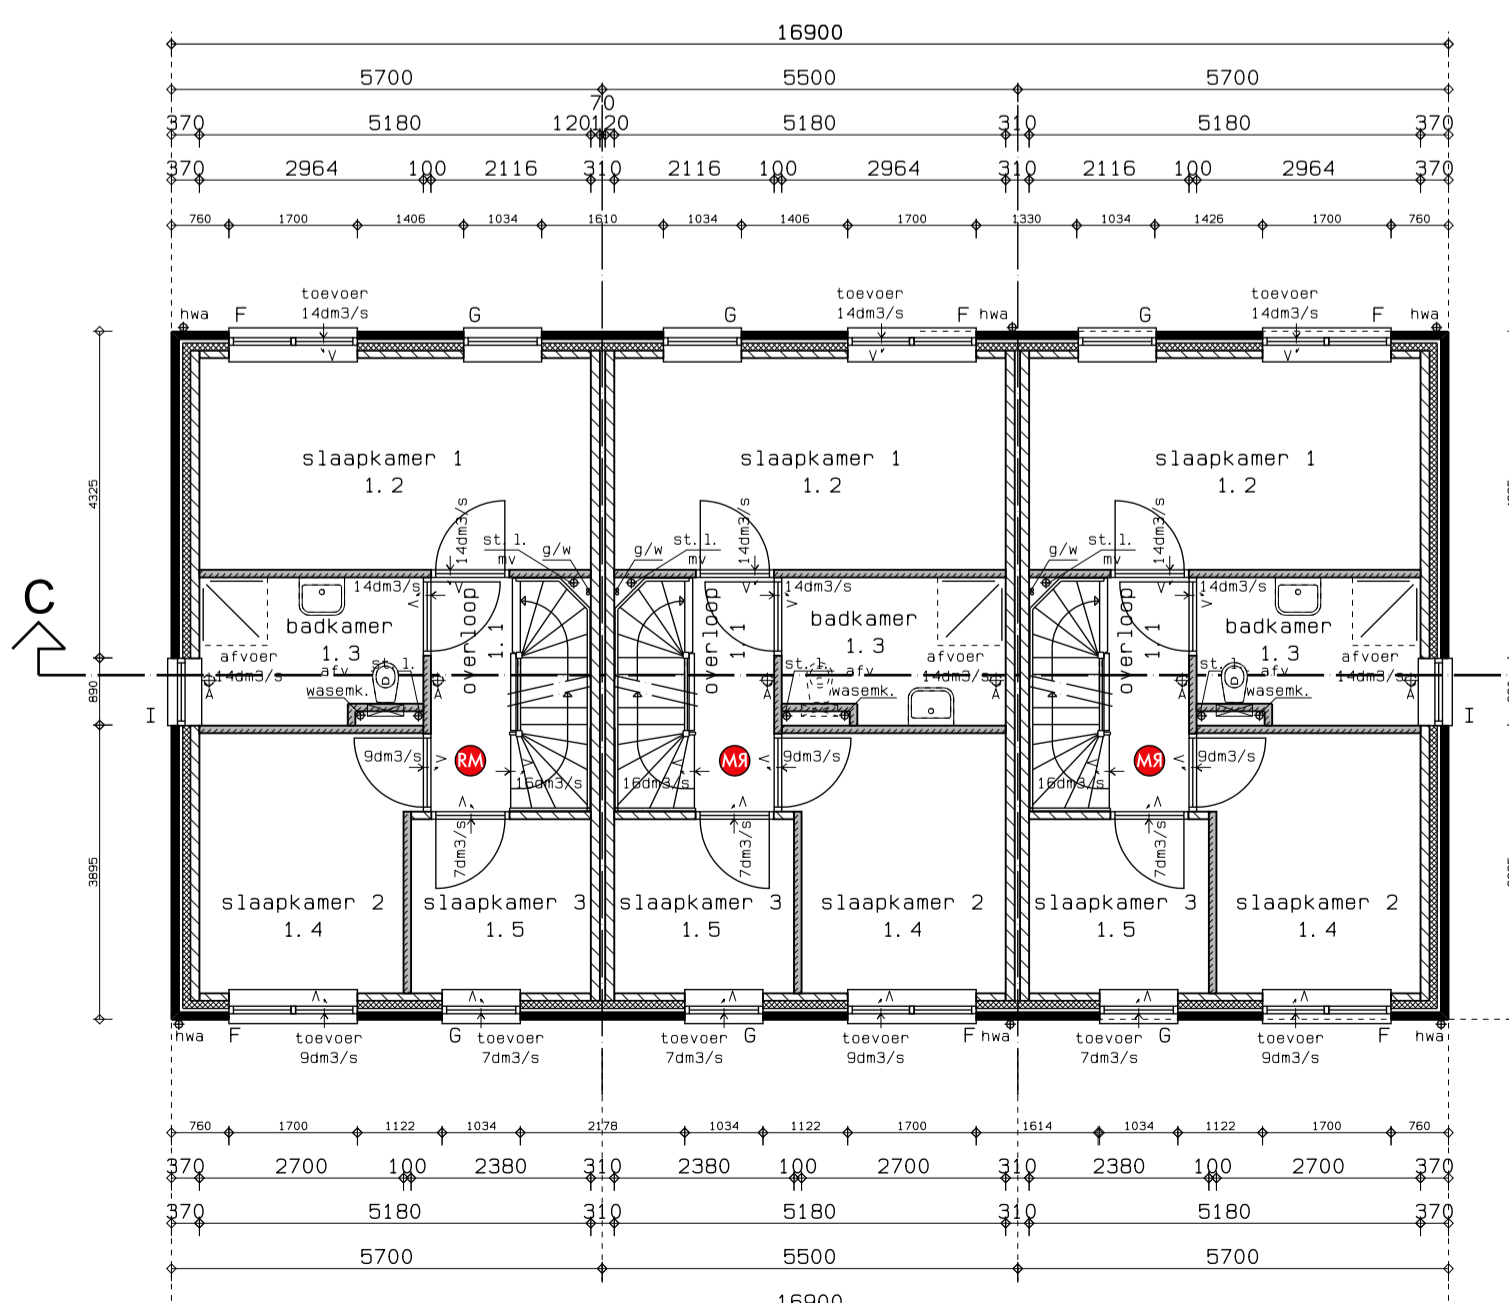 16900
5700 5500 5700
70
370 5180 120 120 5180 310 5180 370
370 2964 100 2116 310 2116 100 2964 310 2116 100 2964 370
760 1700 1406 1034 1610 1034 1406 1700 1330 1034 1426 1700 760
toevoer toevoer toevoer
hwa F 14dm3/s G G 14dm3/s F hwa G 14dm3/s F hwa
V V V
slaapkamer 1 slaapkamer 1 slaapkamer 1
1.2 1.2 1.2
4325
14dm3/s 14dm3/s 14dm3/s
st.l. g/w g/w st.l. g/w st.l.
mv mv mv
C
14dm3/s 14dm3/s 14dm3/s
badkamer badkamer badkamer
1.3 1.3 1.3
overloop overloop overloop
1.1 1.1 1.1
afvoer st.l. st.l. afv afvoer st.l. afv afvoer
afv
14dm3/s 14dm3/s 14dm3/s
A A A A A A
wasemk. wasemk. wasemk.
890
I I
9dm3/s RM 16dm3/s 16dm3/s RM 9dm3/s 16dm3/s RM 9dm3/s
7dm3/s 7dm3/s 7dm3/s
3895
slaapkamer 2 slaapkamer 3 slaapkamer 3 slaapkamer 2 slaapkamer 3 slaapkamer 2
1.4 1.5 1.5 1.4 1.5 1.4
hwa F toevoer G toevoer toevoer G toevoer F hwa toevoer G toevoer F hwa
9dm3/s 7dm3/s 7dm3/s 9dm3/s 7dm3/s 9dm3/s
760 1700 1122 1034 2178 1034 1122 1700 1614 1034 1122 1700 760
370 2700 100 2380 310 2380 100 2700 310 2380 100 2700 370
370 5180 310 5180 310 5180 370
5700 5500 5700
16900